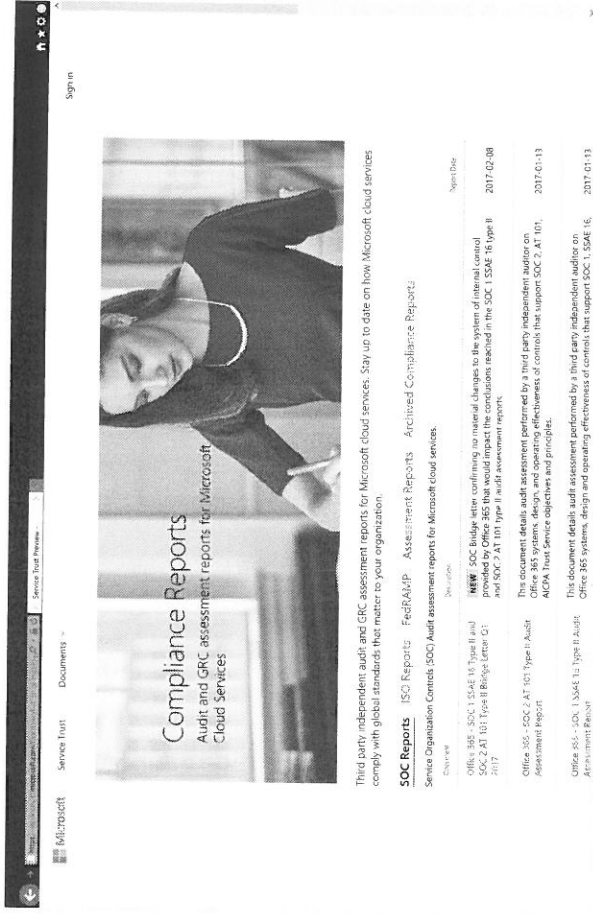 Service Trust Preview
Microsoft
Service Trust
Documents
Sign in
Compliance Reports
Audit and GRC assessment reports for Microsoft
Cloud Services
Third party independent audit and GRC assessment reports for Microsoft cloud services. Stay up to date on how Microsoft cloud services
comply with global standards that matter to your organization.
SOC Reports ISO Reports FedRAMP Assessment Reports Archived Compliance Reports
Service Organization Controls (SOC) Audit assessment reports for Microsoft cloud services.
Document Description Report Date
Office 365 - SOC 1 SSAE 16 Type II and
SOC 2 AT 101 Type II Bridge Letter Q1
2017
NEW SOC Bridge letter confirming no material changes to the system of internal control
provided by Office 365 that would impact the conclusions reached in the SOC 1 SSAE 16 type II
and SOC 2 AT 101 type II audit assessment reports.
2017-02-08
Office 365 - SOC 2 AT 101 Type II Audit
Assessment Report
This document details audit assessment performed by a third party independent auditor on
Office 365 systems, design, and operating effectiveness of controls that support SOC 2, AT 101,
AICPA Trust Service objectives and principles.
2017-01-13
Office 365 - SOC 1 SSAE 16 Type II Audit
Assessment Report
This document details audit assessment performed by a third party independent auditor on
Office 365 systems, design and operating effectiveness of controls that support SOC 1, SSAE 16,
2017-01-13